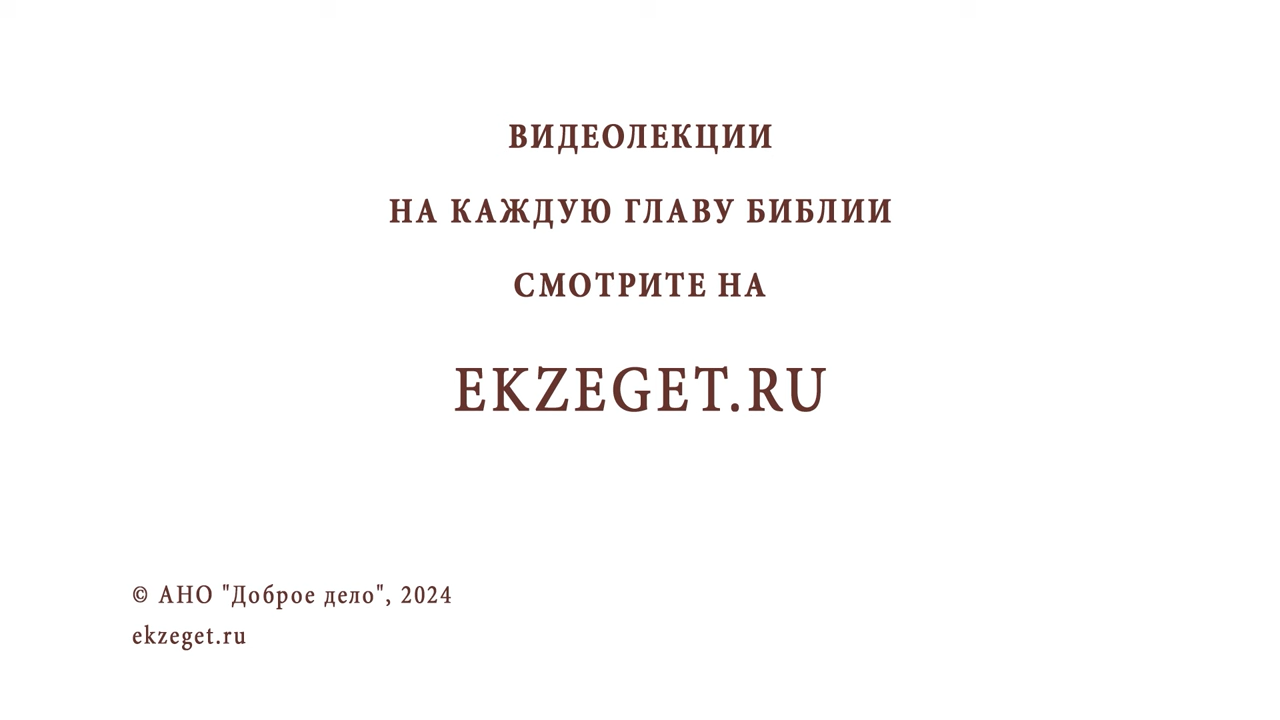 ВИДЕОЛЕКЦИИ
НА КАЖДУЮ ГЛАВУ БИБЛИИ
СМОТРИТЕ НА
EKZEGET.RU
© АНО "Доброе дело", 2024
ekzeget.ru